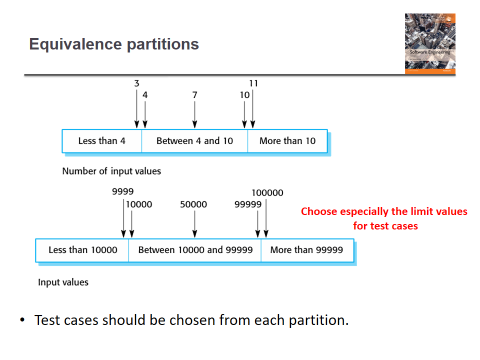 Equivalence partitions
Software Engineering
3
11
4
7
10
Less than 4
Between 4 and 10
More than 10
Number of input values
9999
100000
10000
50000
99999
Choose especially the limit values
for test cases
Less than 10000
Between 10000 and 99999
More than 99999
Input values
• Test cases should be chosen from each partition.